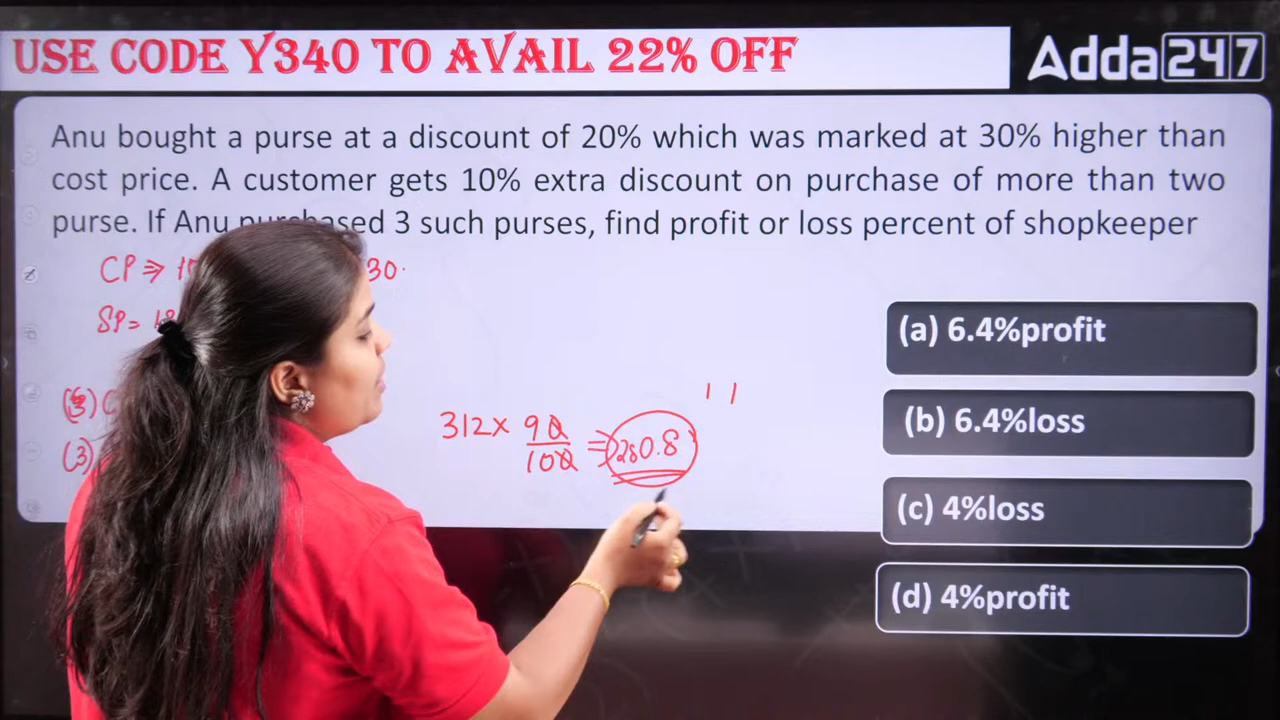 USE CODE Y340 TO AVAIL 22% OFF
Adda247
Anu bought a purse at a discount of 20% which was marked at 30% higher than
cost price. A customer gets 10% extra discount on purchase of more than two
purse. If Anu purchased 3 such purses, find profit or loss percent of shopkeeper
CP ⇒ 1 30.
SP =
(3) C
(3)
312 × 90/100 ⇒ 280.8
(a) 6.4%profit
(b) 6.4%loss
(c) 4%loss
(d) 4%profit